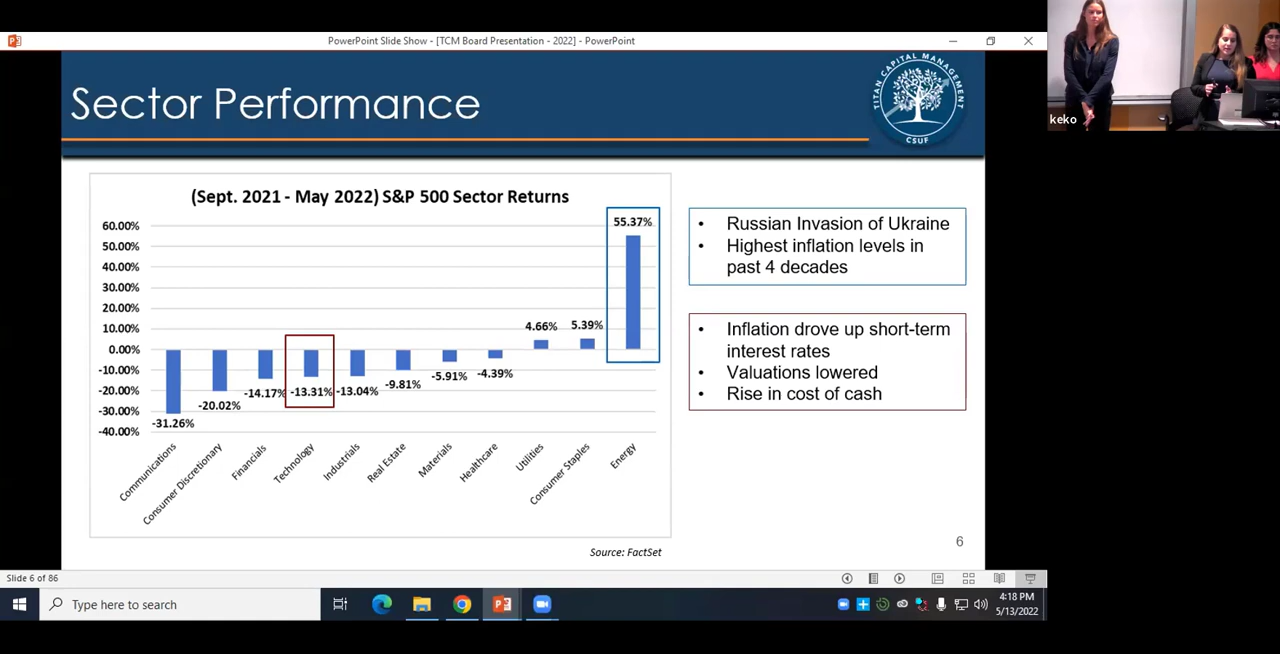 PowerPoint Slide Show - [TCM Board Presentation - 2022] - PowerPoint
Sector Performance
TITAN CAPITAL MANAGEMENT
CSUF
keko
(Sept. 2021 - May 2022) S&P 500 Sector Returns
60.00%
50.00%
40.00%
30.00%
20.00%
10.00%
0.00%
-10.00%
-20.00%
-30.00%
-40.00%
-31.26%
-20.02%
-14.17%
-13.31%
-13.04%
-9.81%
-5.91%
-4.39%
4.66%
5.39%
55.37%
Communications
Consumer Discretionary
Financials
Technology
Industrials
Real Estate
Materials
Healthcare
Utilities
Consumer Staples
Energy
• Russian Invasion of Ukraine
• Highest inflation levels in
past 4 decades
• Inflation drove up short-term
interest rates
• Valuations lowered
• Rise in cost of cash
Source: FactSet
6
Slide 6 of 86
Type here to search
4:18 PM
5/13/2022